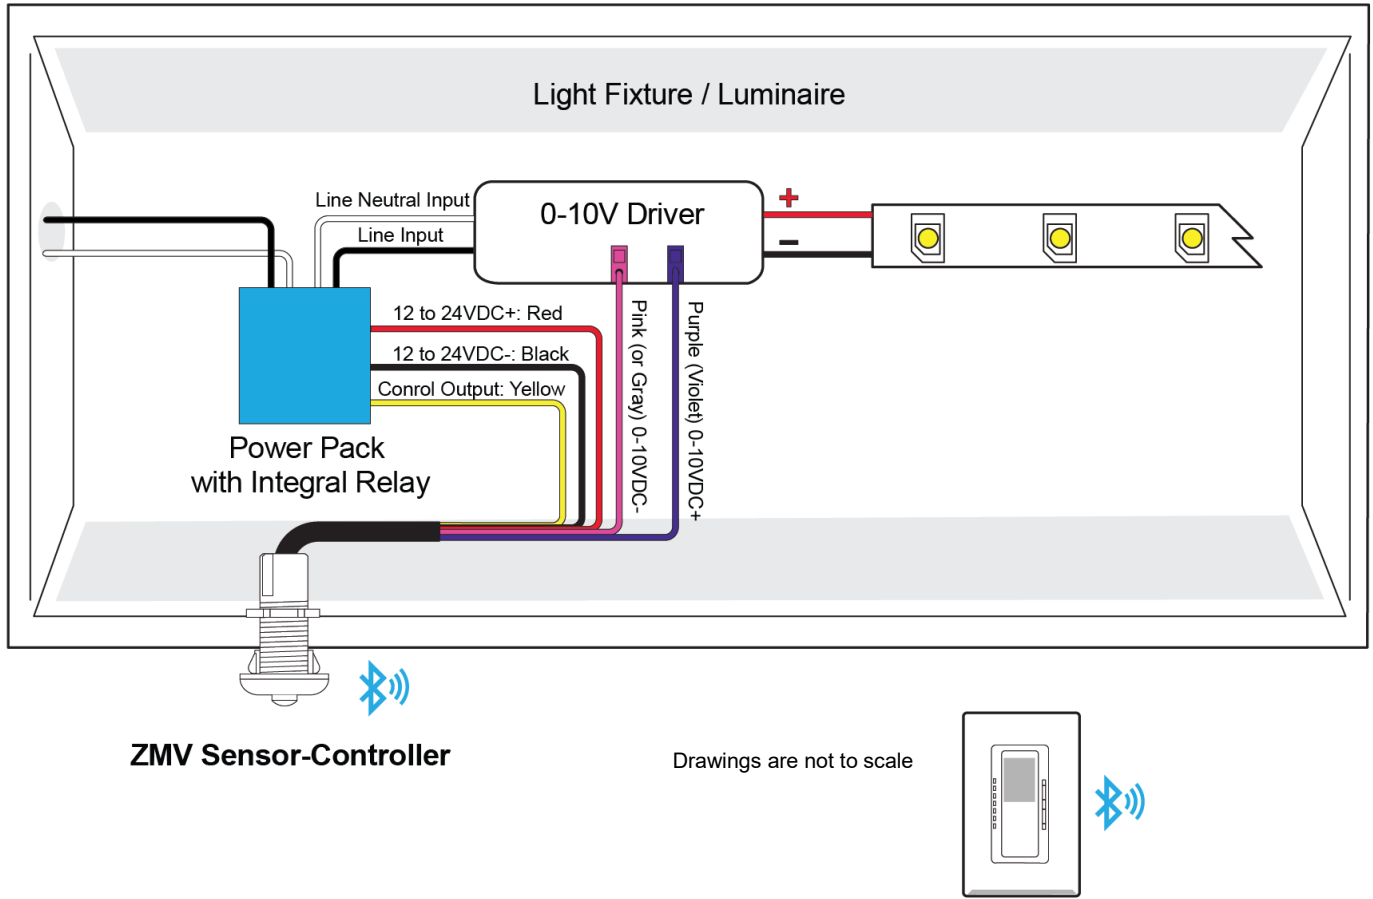 Light Fixture / Luminaire
Line Neutral Input
Line Input
0-10V Driver
+
−
12 to 24VDC+: Red
12 to 24VDC-: Black
Conrol Output: Yellow
Pink (or Gray) 0-10VDC-
Purple (Violet) 0-10VDC+
Power Pack
with Integral Relay
ZMV Sensor-Controller
Drawings are not to scale